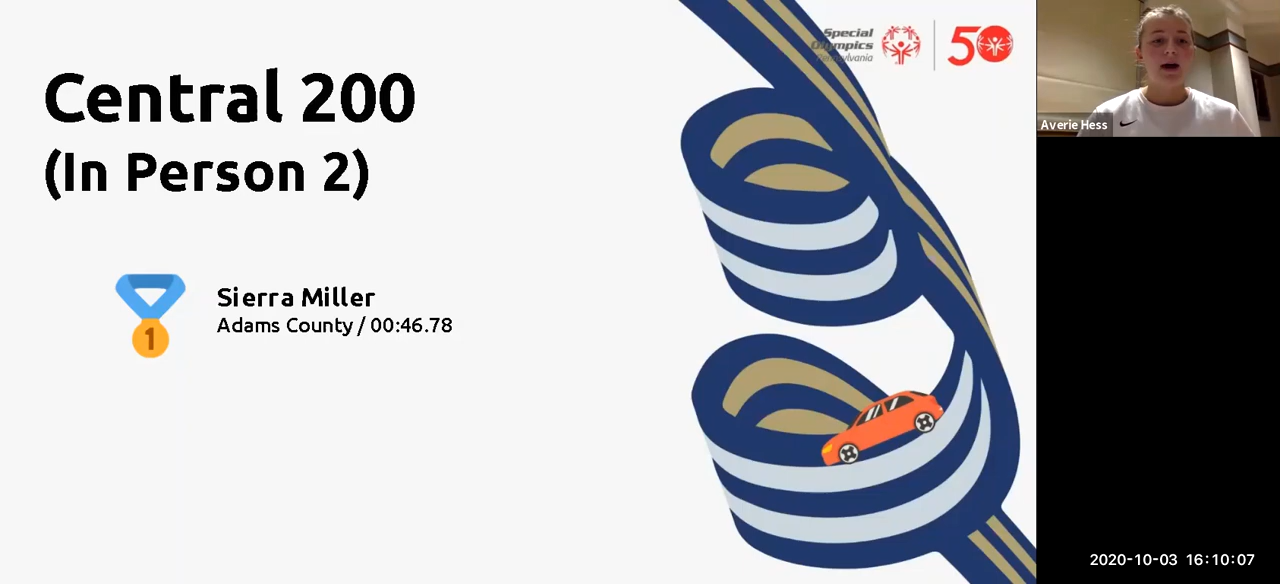 Central 200
(In Person 2)
1
Sierra Miller
Adams County / 00:46.78
Special
Olympics
Pennsylvania
50
Averie Hess
2020-10-03 16:10:07